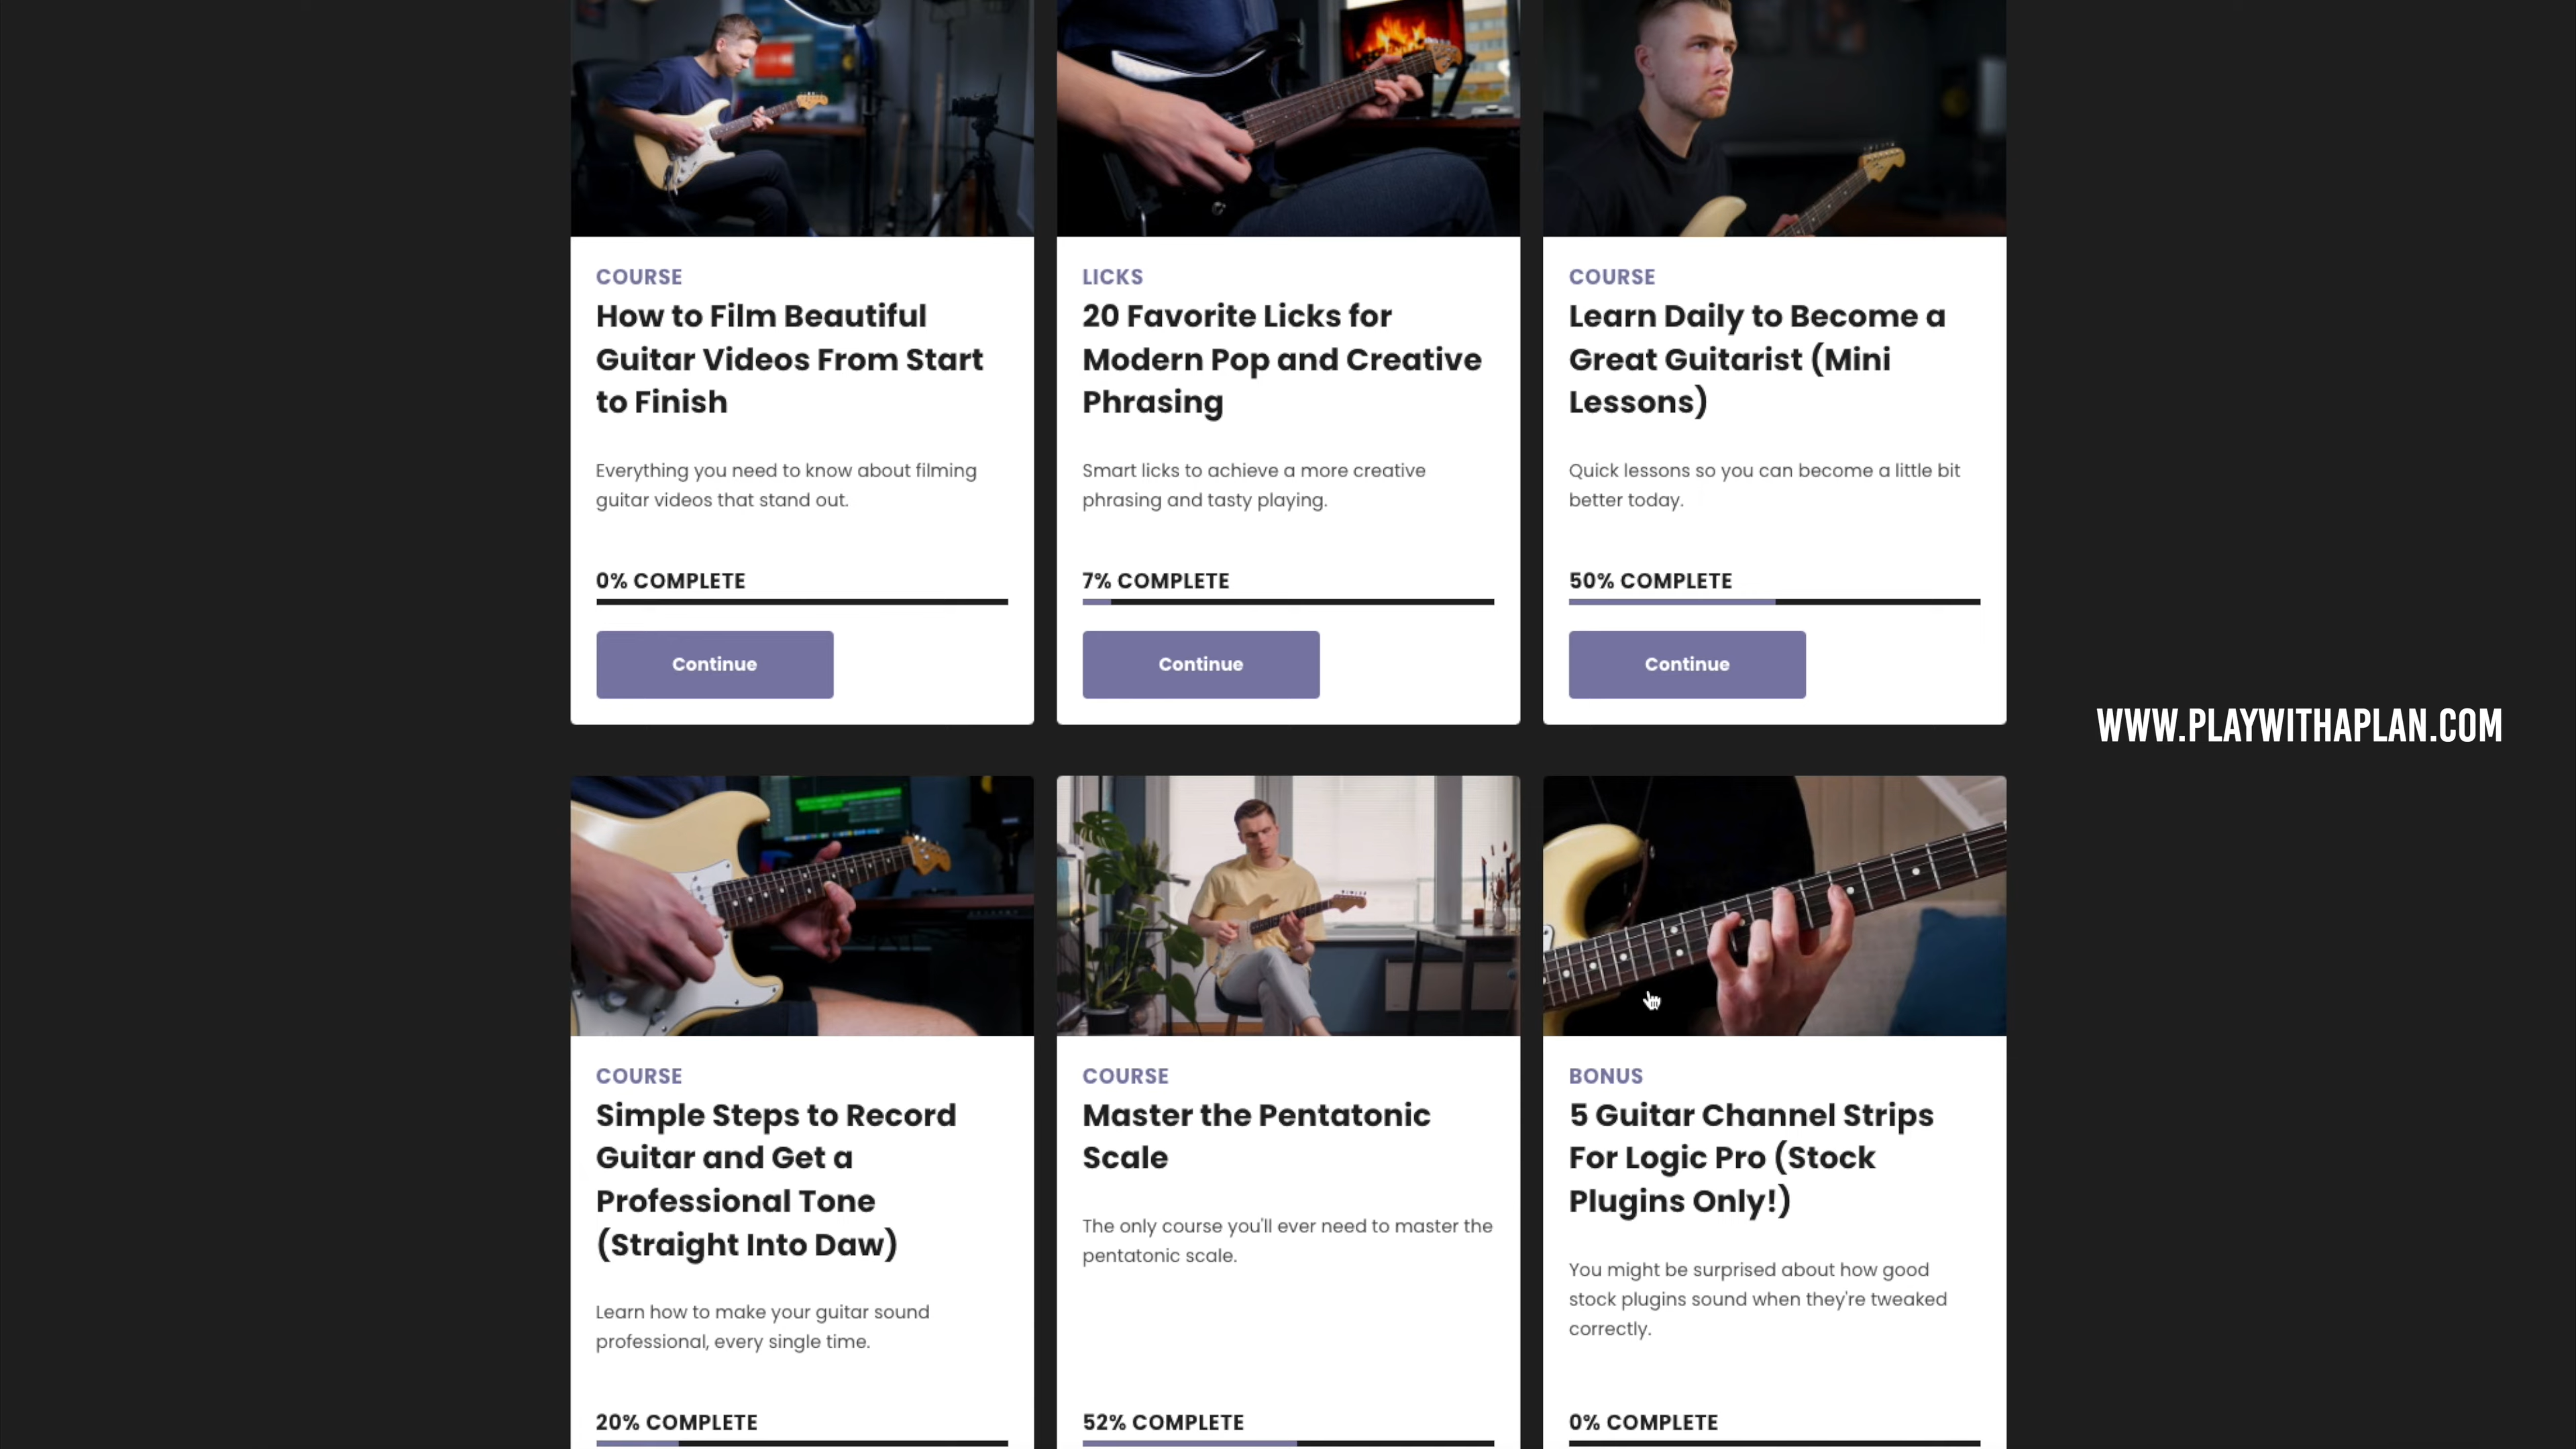 COURSE
How to Film Beautiful
Guitar Videos From Start
to Finish
Everything you need to know about filming
guitar videos that stand out.
0% COMPLETE
Continue
LICKS
20 Favorite Licks for
Modern Pop and Creative
Phrasing
Smart licks to achieve a more creative
phrasing and tasty playing.
7% COMPLETE
Continue
COURSE
Learn Daily to Become a
Great Guitarist (Mini
Lessons)
Quick lessons so you can become a little bit
better today.
50% COMPLETE
Continue
WWW.PLAYWITHAPLAN.COM
COURSE
Simple Steps to Record
Guitar and Get a
Professional Tone
(Straight Into Daw)
Learn how to make your guitar sound
professional, every single time.
20% COMPLETE
COURSE
Master the Pentatonic
Scale
The only course you'll ever need to master the
pentatonic scale.
52% COMPLETE
BONUS
5 Guitar Channel Strips
For Logic Pro (Stock
Plugins Only!)
You might be surprised about how good
stock plugins sound when they're tweaked
correctly.
0% COMPLETE